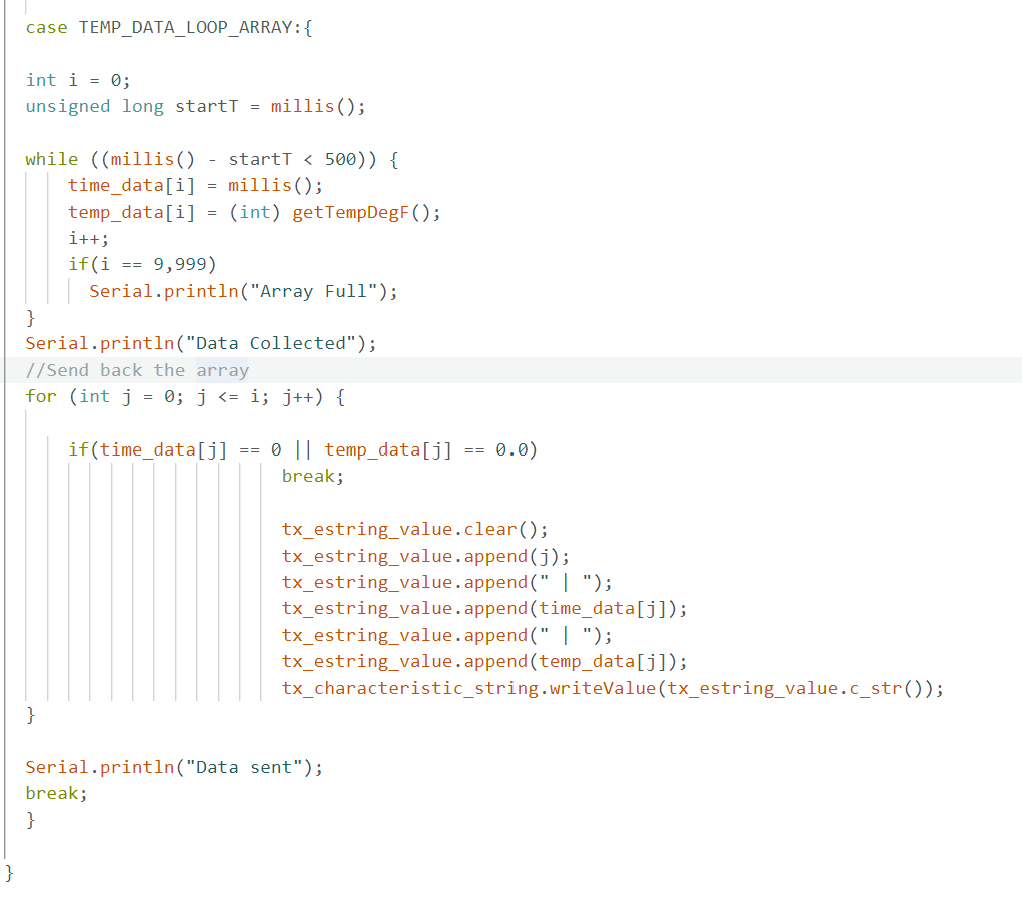 case TEMP_DATA_LOOP_ARRAY:{
int i = 0;
unsigned long startT = millis();
while ((millis() - startT < 500)) {
time_data[i] = millis();
temp_data[i] = (int) getTempDegF();
i++;
if(i == 9,999)
Serial.println("Array Full");
}
Serial.println("Data Collected");
//Send back the array
for (int j = 0; j <= i; j++) {
if(time_data[j] == 0 || temp_data[j] == 0.0)
break;
tx_estring_value.clear();
tx_estring_value.append(j);
tx_estring_value.append(" | ");
tx_estring_value.append(time_data[j]);
tx_estring_value.append(" | ");
tx_estring_value.append(temp_data[j]);
tx_characteristic_string.writeValue(tx_estring_value.c_str());
}
Serial.println("Data sent");
break;
}
}